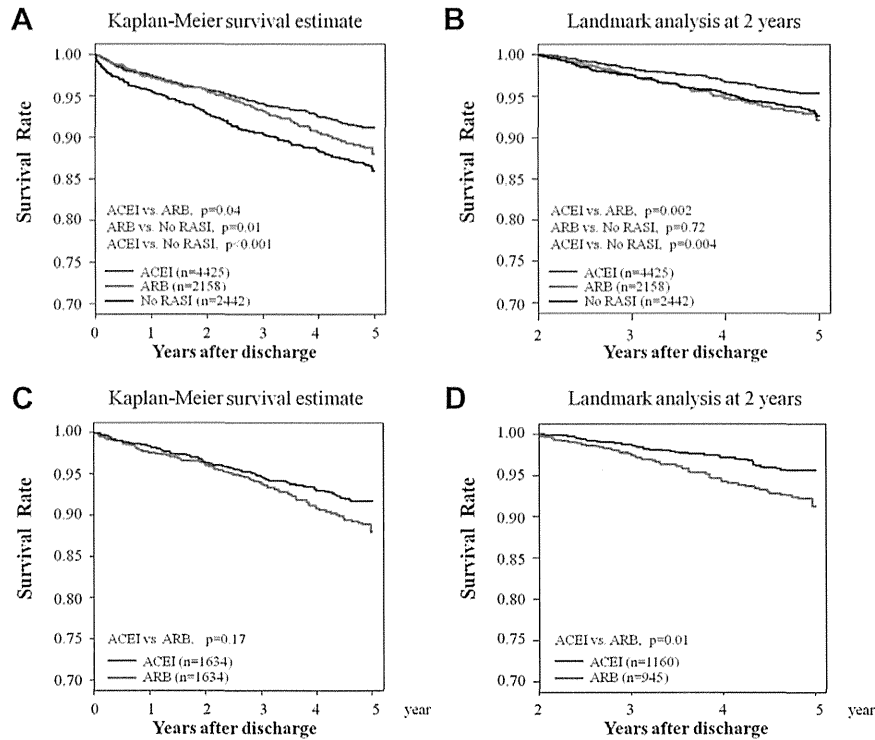 A
Kaplan-Meier survival estimate
Survival Rate
1.00
0.95
0.90
0.85
0.80
0.75
0.70
ACEI vs. ARB, p=0.04
ARB vs. No RASI, p=0.01
ACEI vs. No RASI, p<0.001
ACEI (n=4425)
ARB (n=2158)
No RASI (n=2442)
0 1 2 3 4 5
Years after discharge
B
Landmark analysis at 2 years
Survival Rate
1.00
0.95
0.90
0.85
0.80
0.75
0.70
ACEI vs. ARB, p=0.002
ARB vs. No RASI, p=0.72
ACEI vs. No RASI, p=0.004
ACEI (n=4425)
ARB (n=2158)
No RASI (n=2442)
2 3 4 5
Years after discharge
C
Kaplan-Meier survival estimate
Survival Rate
1.00
0.95
0.90
0.85
0.80
0.75
0.70
ACEI vs. ARB, p=0.17
ACEI (n=1634)
ARB (n=1634)
0 1 2 3 4 5 year
Years after discharge
D
Landmark analysis at 2 years
Survival Rate
1.00
0.95
0.90
0.85
0.80
0.75
0.70
ACEI vs. ARB, p=0.01
ACEI (n=1160)
ARB (n=945)
2 3 4 5 year
Years after discharge